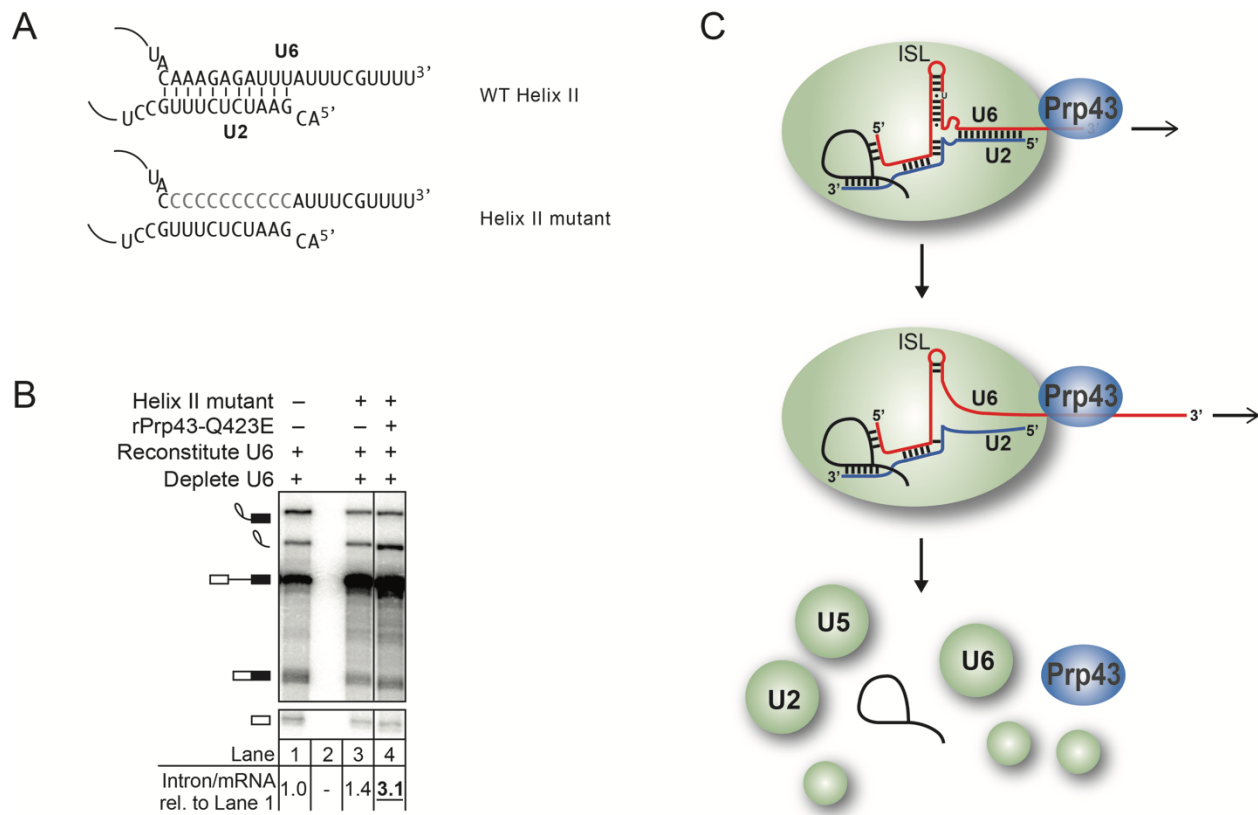 A
U6
UA
CAAAGAGAUUUAUUUCGUUUU3’
UCCGUUUCUCUAAGCA5’
U2
WT Helix II
UA
CCCCCCCCCCCAUUUCGUUUU3’
UCCGUUUCUCUAAGCA5’
Helix II mutant
B
Helix II mutant – + +
rPrp43-Q423E – – +
Reconstitute U6 + + +
Deplete U6 + + +
Lane 1 2 3 4
Intron/mRNA
rel. to Lane 1 1.0 - 1.4 3.1
C
ISL
U
5’
U6
Prp43
3’
U2
5’
3’
ISL
5’
U6
Prp43
3’
U2
5’
3’
U5
U2
U6
Prp43